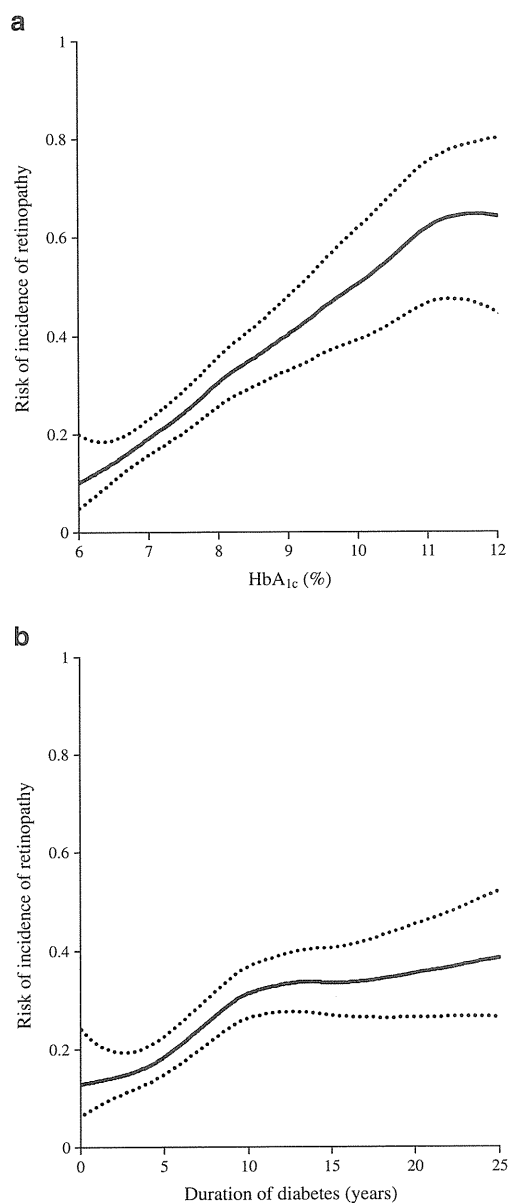 a
1
0.8
0.6
0.4
0.2
0
Risk of incidence of retinopathy
6 7 8 9 10 11 12
HbA1c (%)
b
1
0.8
0.6
0.4
0.2
0
Risk of incidence of retinopathy
0 5 10 15 20 25
Duration of diabetes (years)